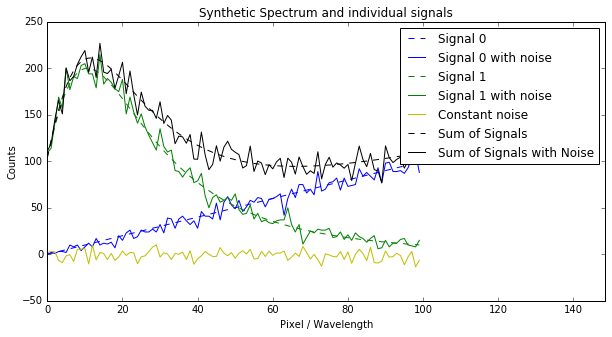 Synthetic Spectrum and individual signals
250
200
150
100
50
0
−50
Counts
Signal 0
Signal 0 with noise
Signal 1
Signal 1 with noise
Constant noise
Sum of Signals
Sum of Signals with Noise
0 20 40 60 80 100 120 140
Pixel / Wavelength